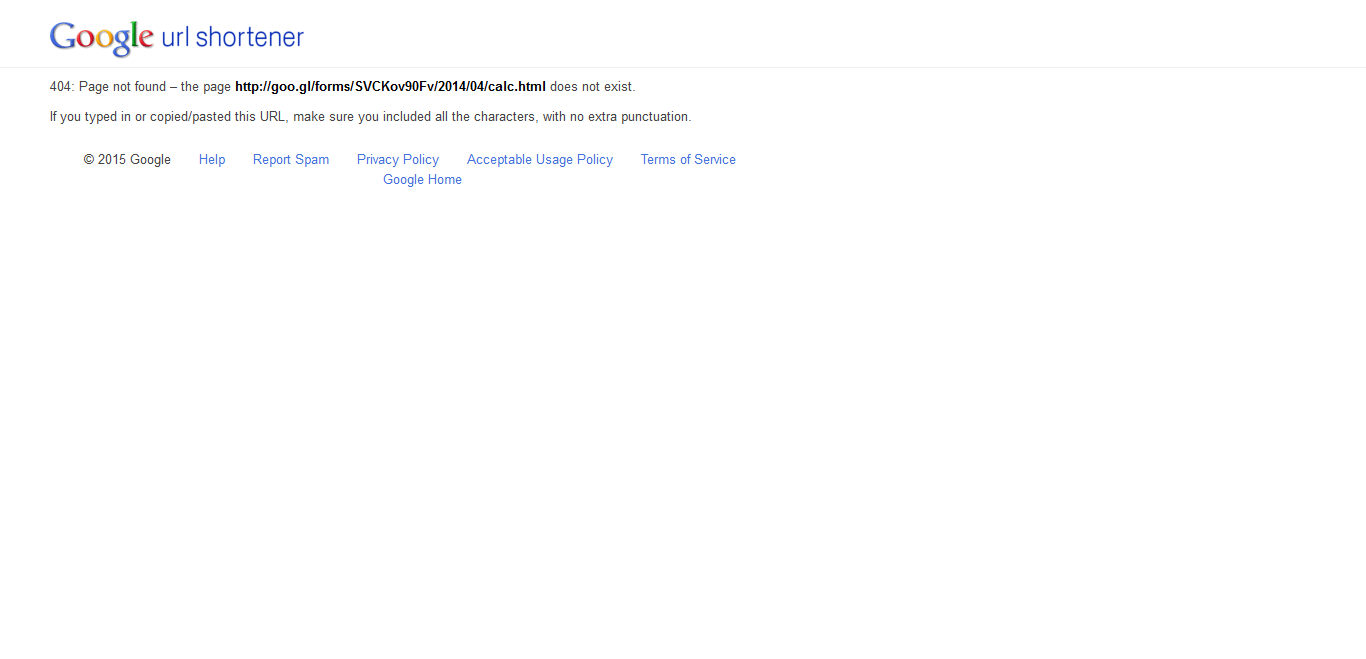 Google url shortener
404: Page not found – the page http://goo.gl/forms/SVCKov90Fv/2014/04/calc.html does not exist.
If you typed in or copied/pasted this URL, make sure you included all the characters, with no extra punctuation.
© 2015 Google Help Report Spam Privacy Policy Acceptable Usage Policy Terms of Service
Google Home